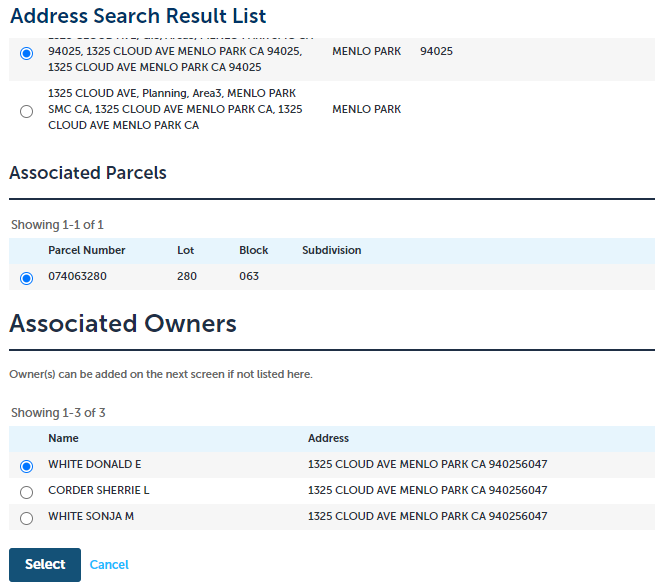 Address Search Result List
94025, 1325 CLOUD AVE MENLO PARK CA 94025, MENLO PARK 94025
1325 CLOUD AVE MENLO PARK CA 94025
1325 CLOUD AVE, Planning, Area3, MENLO PARK
SMC CA, 1325 CLOUD AVE MENLO PARK CA, 1325 MENLO PARK
CLOUD AVE MENLO PARK CA
Associated Parcels
Showing 1-1 of 1
Parcel Number Lot Block Subdivision
074063280 280 063
Associated Owners
Owner(s) can be added on the next screen if not listed here.
Showing 1-3 of 3
Name Address
WHITE DONALD E 1325 CLOUD AVE MENLO PARK CA 940256047
CORDER SHERRIE L 1325 CLOUD AVE MENLO PARK CA 940256047
WHITE SONJA M 1325 CLOUD AVE MENLO PARK CA 940256047
Select Cancel